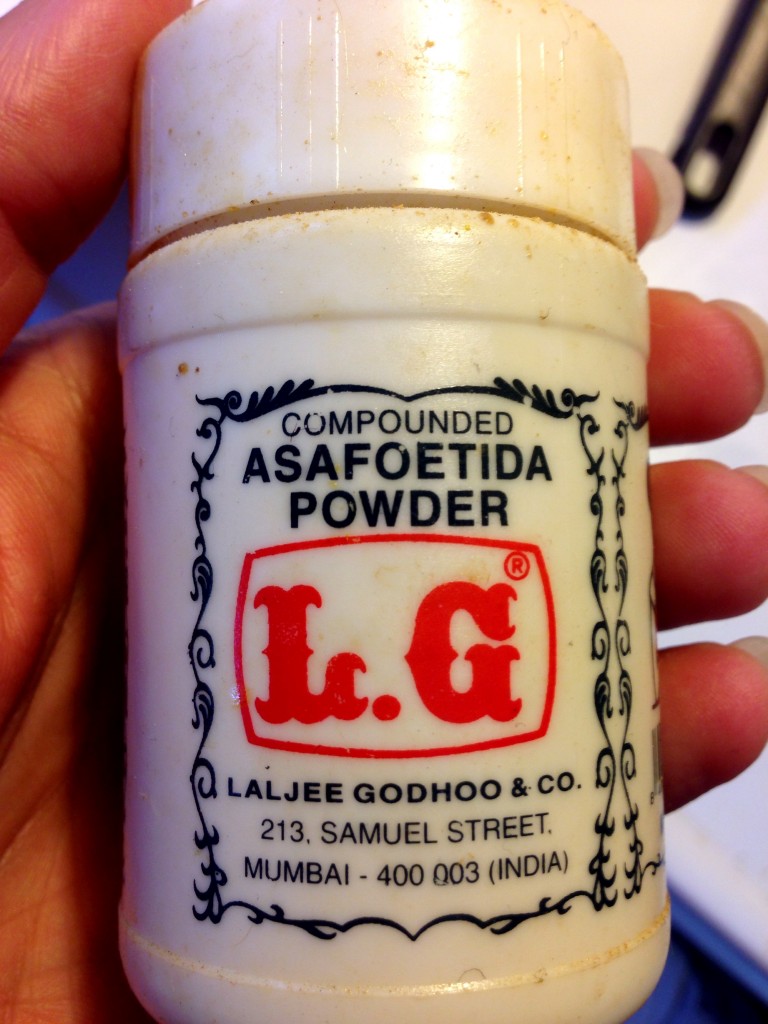 COMPOUNDED
ASAFOETIDA
POWDER
L.G®
LALJEE GODHOO & CO.
213, SAMUEL STREET,
MUMBAI - 400 003 (INDIA)